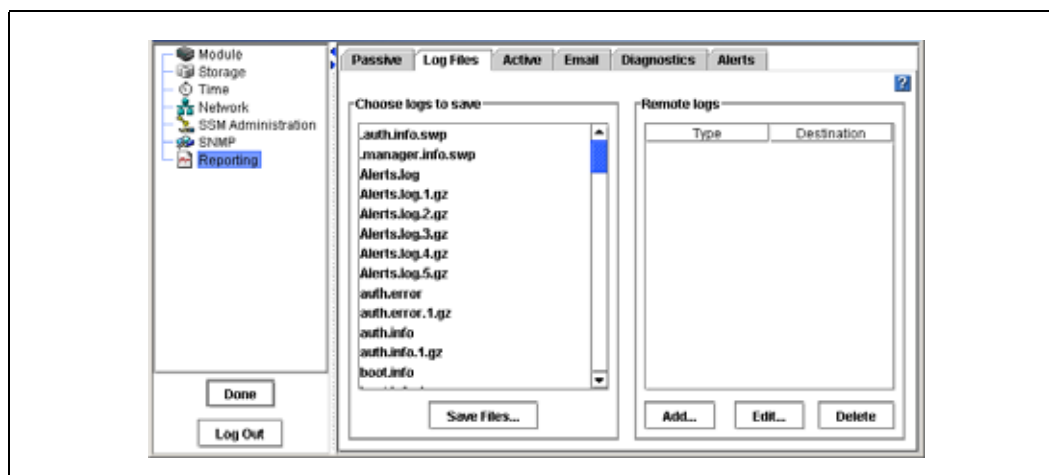 Module
Storage
Time
Network
SSM Administration
SNMP
Reporting
Done
Log Out
Passive Log Files Active Email Diagnostics Alerts
?
Choose logs to save
.auth.info.swp
.manager.info.swp
Alerts.log
Alerts.log.1.gz
Alerts.log.2.gz
Alerts.log.3.gz
Alerts.log.4.gz
Alerts.log.5.gz
auth.error
auth.error.1.gz
auth.info
auth.info.1.gz
boot.info
Save Files...
Remote logs
Type Destination
Add... Edit... Delete